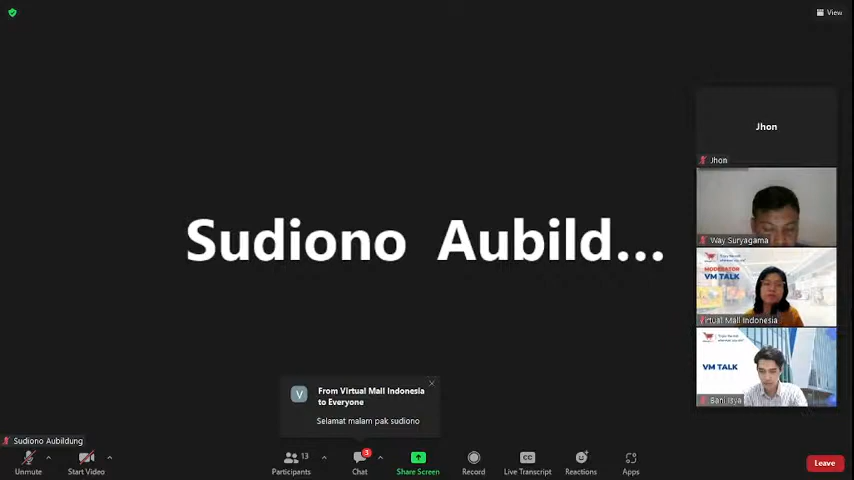 View
Sudiono Aubild...
Jhon
Jhon
Way Suryagama
MODERATOR
VM TALK
Virtual Mall Indonesia
VM TALK
Bani Isya
V
From Virtual Mall Indonesia
to Everyone
Selamat malam pak sudiono
Sudiono Aubildung
Unmute
Start Video
13
Participants
3
Chat
Share Screen
Record
CC
Live Transcript
Reactions
Apps
Leave